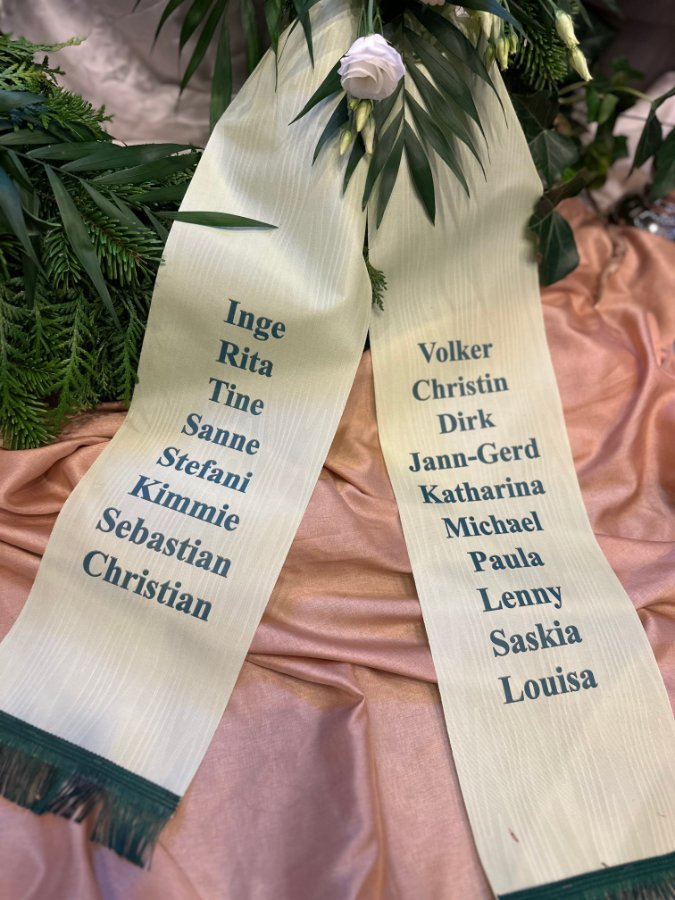 Inge
Rita
Tine
Sanne
Stefani
Kimmie
Sebastian
Christian
Volker
Christin
Dirk
Jann-Gerd
Katharina
Michael
Paula
Lenny
Saskia
Louisa